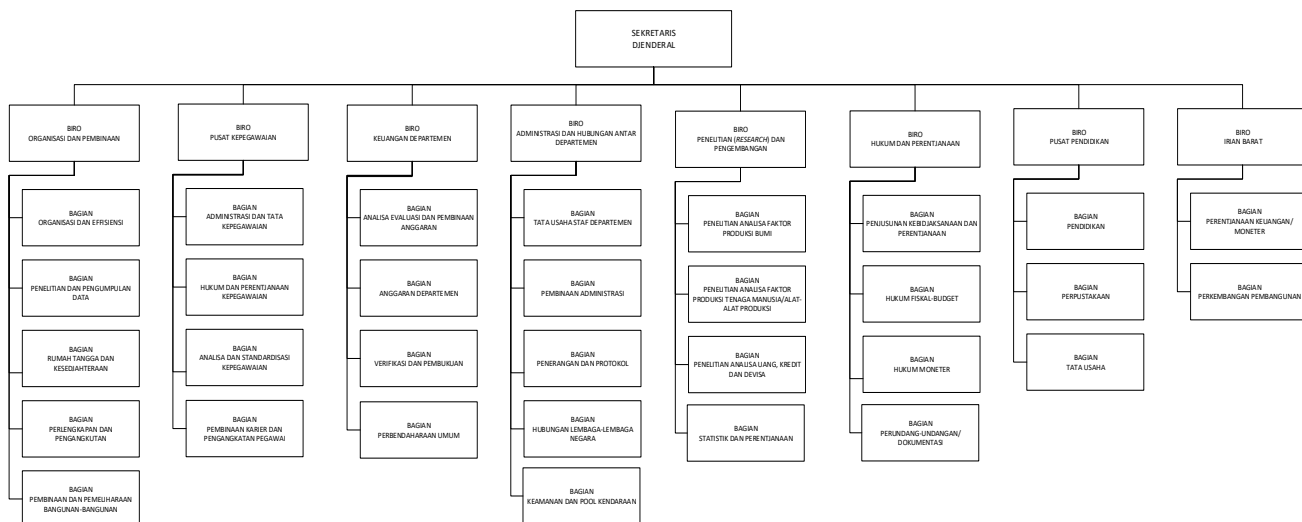 SEKRETARIS
DJENDERAL
BIRO
ORGANISASI DAN PEMBINAAN
BIRO
PUSAT KEPEGAWAIAN
BIRO
KEUANGAN DEPARTEMEN
BIRO
ADMINISTRASI DAN HUBUNGAN ANTAR
DEPARTEMEN
BIRO
PENELITIAN (RESEARCH) DAN
PENGEMBANGAN
BIRO
HUKUM DAN PERENTJANAAN
BIRO
PUSAT PENDIDIKAN
BIRO
IRIAN BARAT
BAGIAN
ORGANISASI DAN EFFISIENSI
BAGIAN
PENELITIAN DAN PENGUMPULAN
DATA
BAGIAN
RUMAH TANGGA DAN
KESEDJAHTERAAN
BAGIAN
PERLENGKAPAN DAN
PENGANGKUTAN
BAGIAN
PEMBINAAN DAN PEMELIHARAAN
BANGUNAN-BANGUNAN
BAGIAN
ADMINISTRASI DAN TATA
KEPEGAWAIAN
BAGIAN
HUKUM DAN PERENTJANAAN
KEPEGAWAIAN
BAGIAN
ANALISA DAN STANDARDISASI
KEPEGAWAIAN
BAGIAN
PEMBINAAN KARIER DAN
PENGANGKATAN PEGAWAI
BAGIAN
ANALISA EVALUASI DAN PEMBINAAN
ANGGARAN
BAGIAN
ANGGARAN DEPARTEMEN
BAGIAN
VERIFIKASI DAN PEMBUKUAN
BAGIAN
PERBENDAHARAAN UMUM
BAGIAN
TATA USAHA STAF DEPARTEMEN
BAGIAN
PEMBINAAN ADMINISTRASI
BAGIAN
PENERANGAN DAN PROTOKOL
BAGIAN
HUBUNGAN LEMBAGA-LEMBAGA
NEGARA
BAGIAN
KEAMANAN DAN POOL KENDARAAN
BAGIAN
PENELITIAN ANALISA FAKTOR
PRODUKSI BUMI
BAGIAN
PENELITIAN ANALISA FAKTOR
PRODUKSI TENAGA MANUSIA/ALAT-
ALAT PRODUKSI
BAGIAN
PENELITIAN ANALISA UANG, KREDIT
DAN DEVISA
BAGIAN
STATISTIK DAN PERENTJANAAN
BAGIAN
PENJUSUNAN KEBIDJAKSANAAN DAN
PERENTJANAAN
BAGIAN
HUKUM FISKAL-BUDGET
BAGIAN
HUKUM MONETER
BAGIAN
PERUNDANG-UNDANGAN/
DOKUMENTASI
BAGIAN
PENDIDIKAN
BAGIAN
PERPUSTAKAAN
BAGIAN
TATA USAHA
BAGIAN
PERENTJANAAN KEUANGAN/
MONETER
BAGIAN
PERKEMBANGAN PEMBANGUNAN